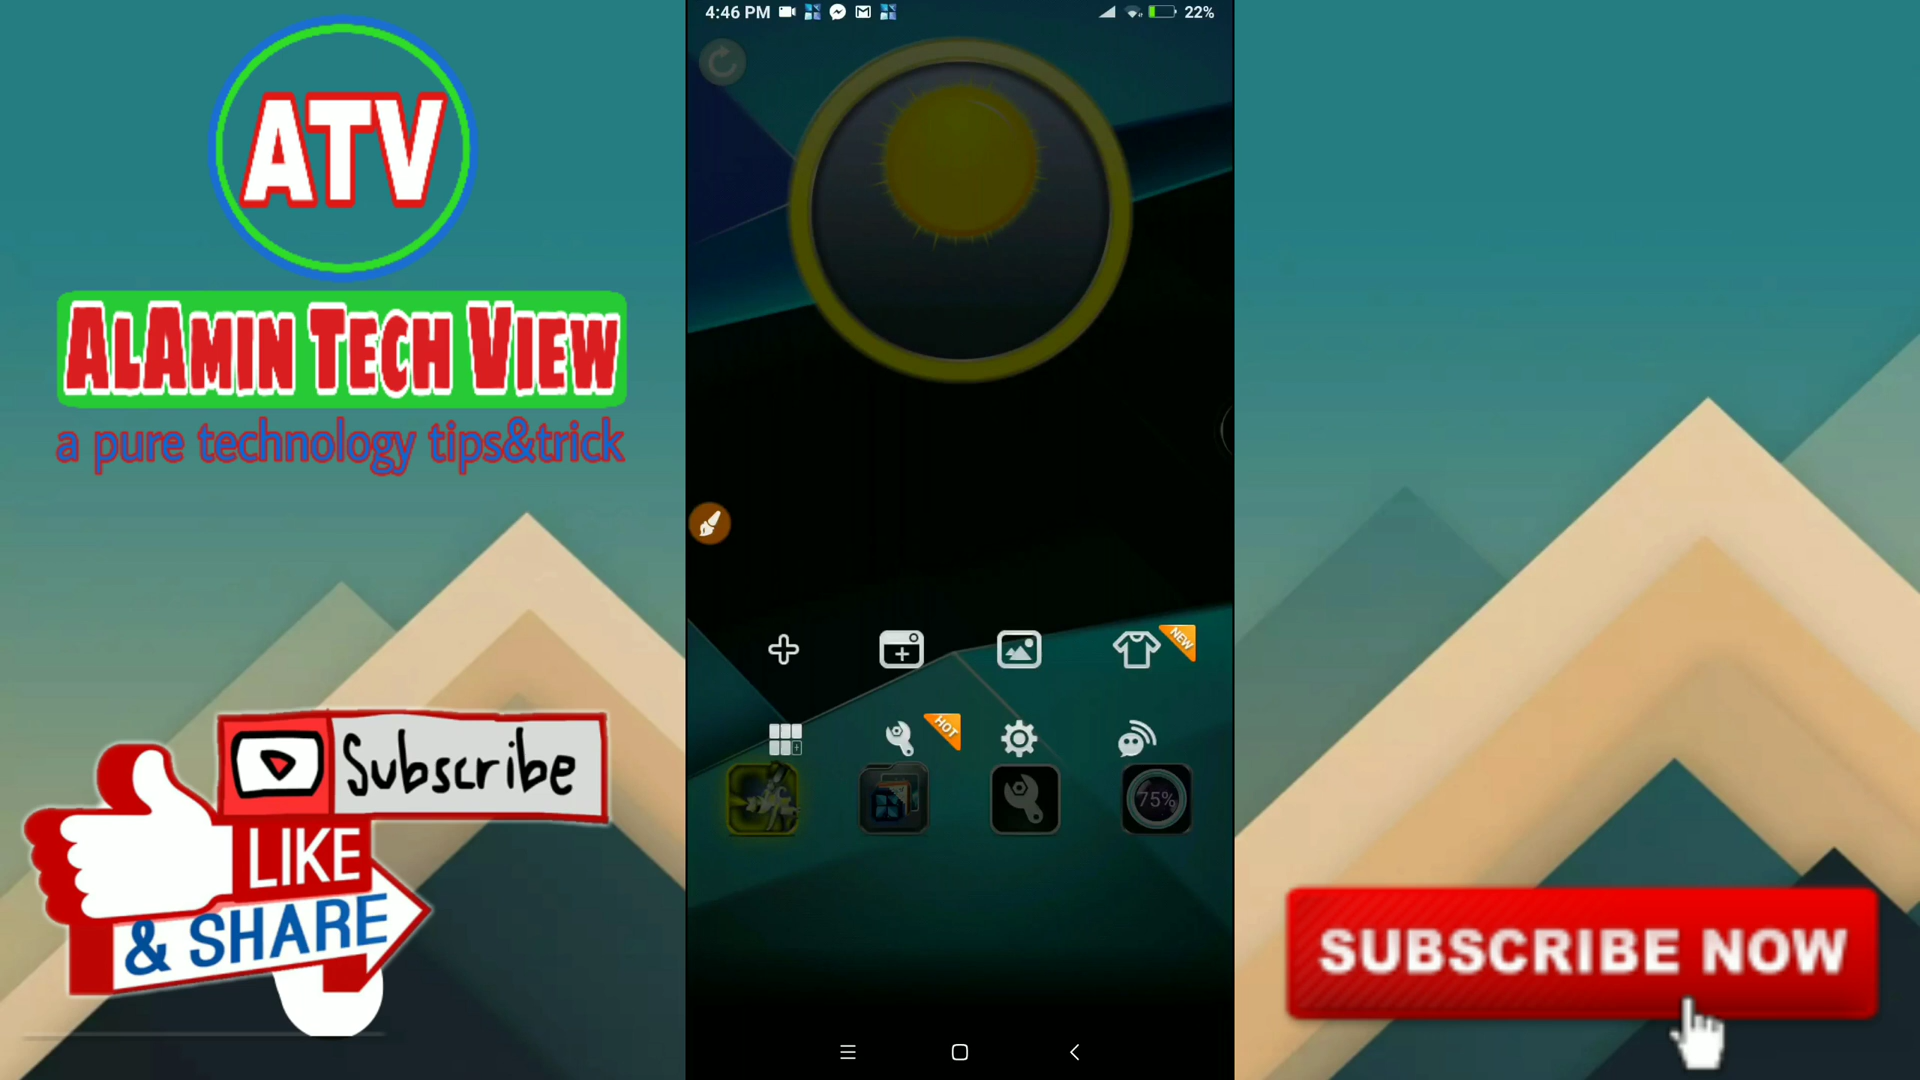 ATV
ALAMIN TECH VIEW
a pure technology tips&trick
Subscribe
LIKE
& SHARE
4:46 PM
22%
NEW
HOT
75%
SUBSCRIBE NOW